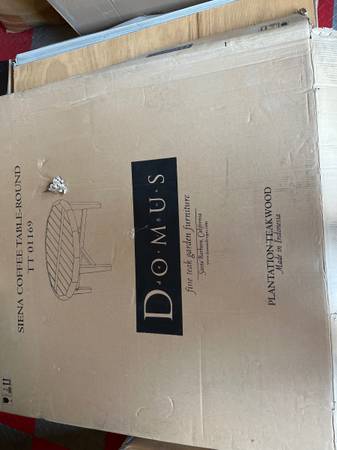 SIENA COFFEE TABLE-ROUND
TT 01169
D·O·M·U·S
fine teak garden furniture
Santa Barbara, California
PLANTATION-TEAKWOOD
Made in Indonesia